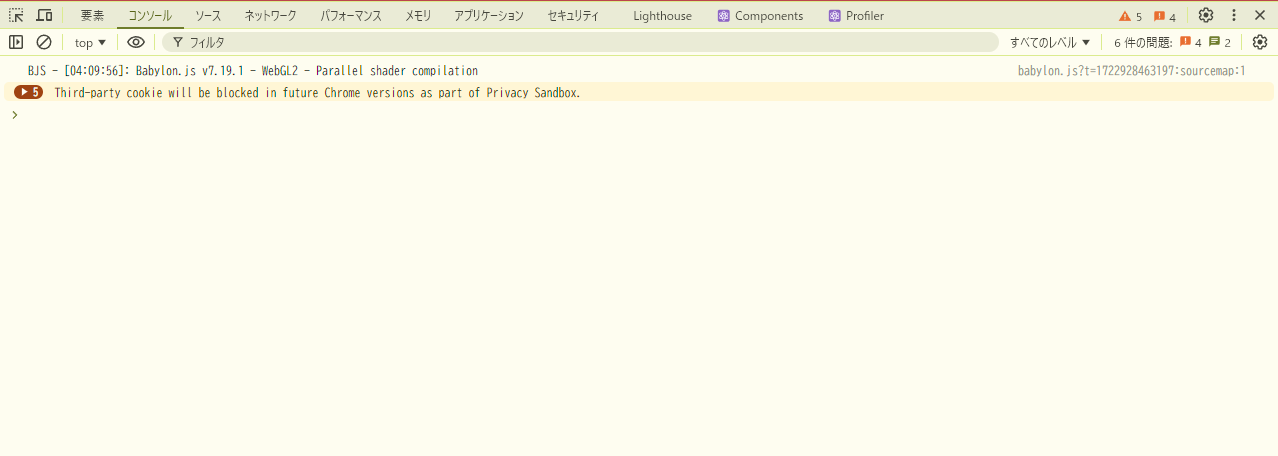 要素 コンソール ソース ネットワーク パフォーマンス メモリ アプリケーション セキュリティ Lighthouse Components Profiler 5 4
top フィルタ すべてのレベル 6 件の問題: 4 2
BJS - [04:09:56]: Babylon.js v7.19.1 - WebGL2 - Parallel shader compilation babylon.js?t=1722928463197:sourcemap:1
5 Third-party cookie will be blocked in future Chrome versions as part of Privacy Sandbox.